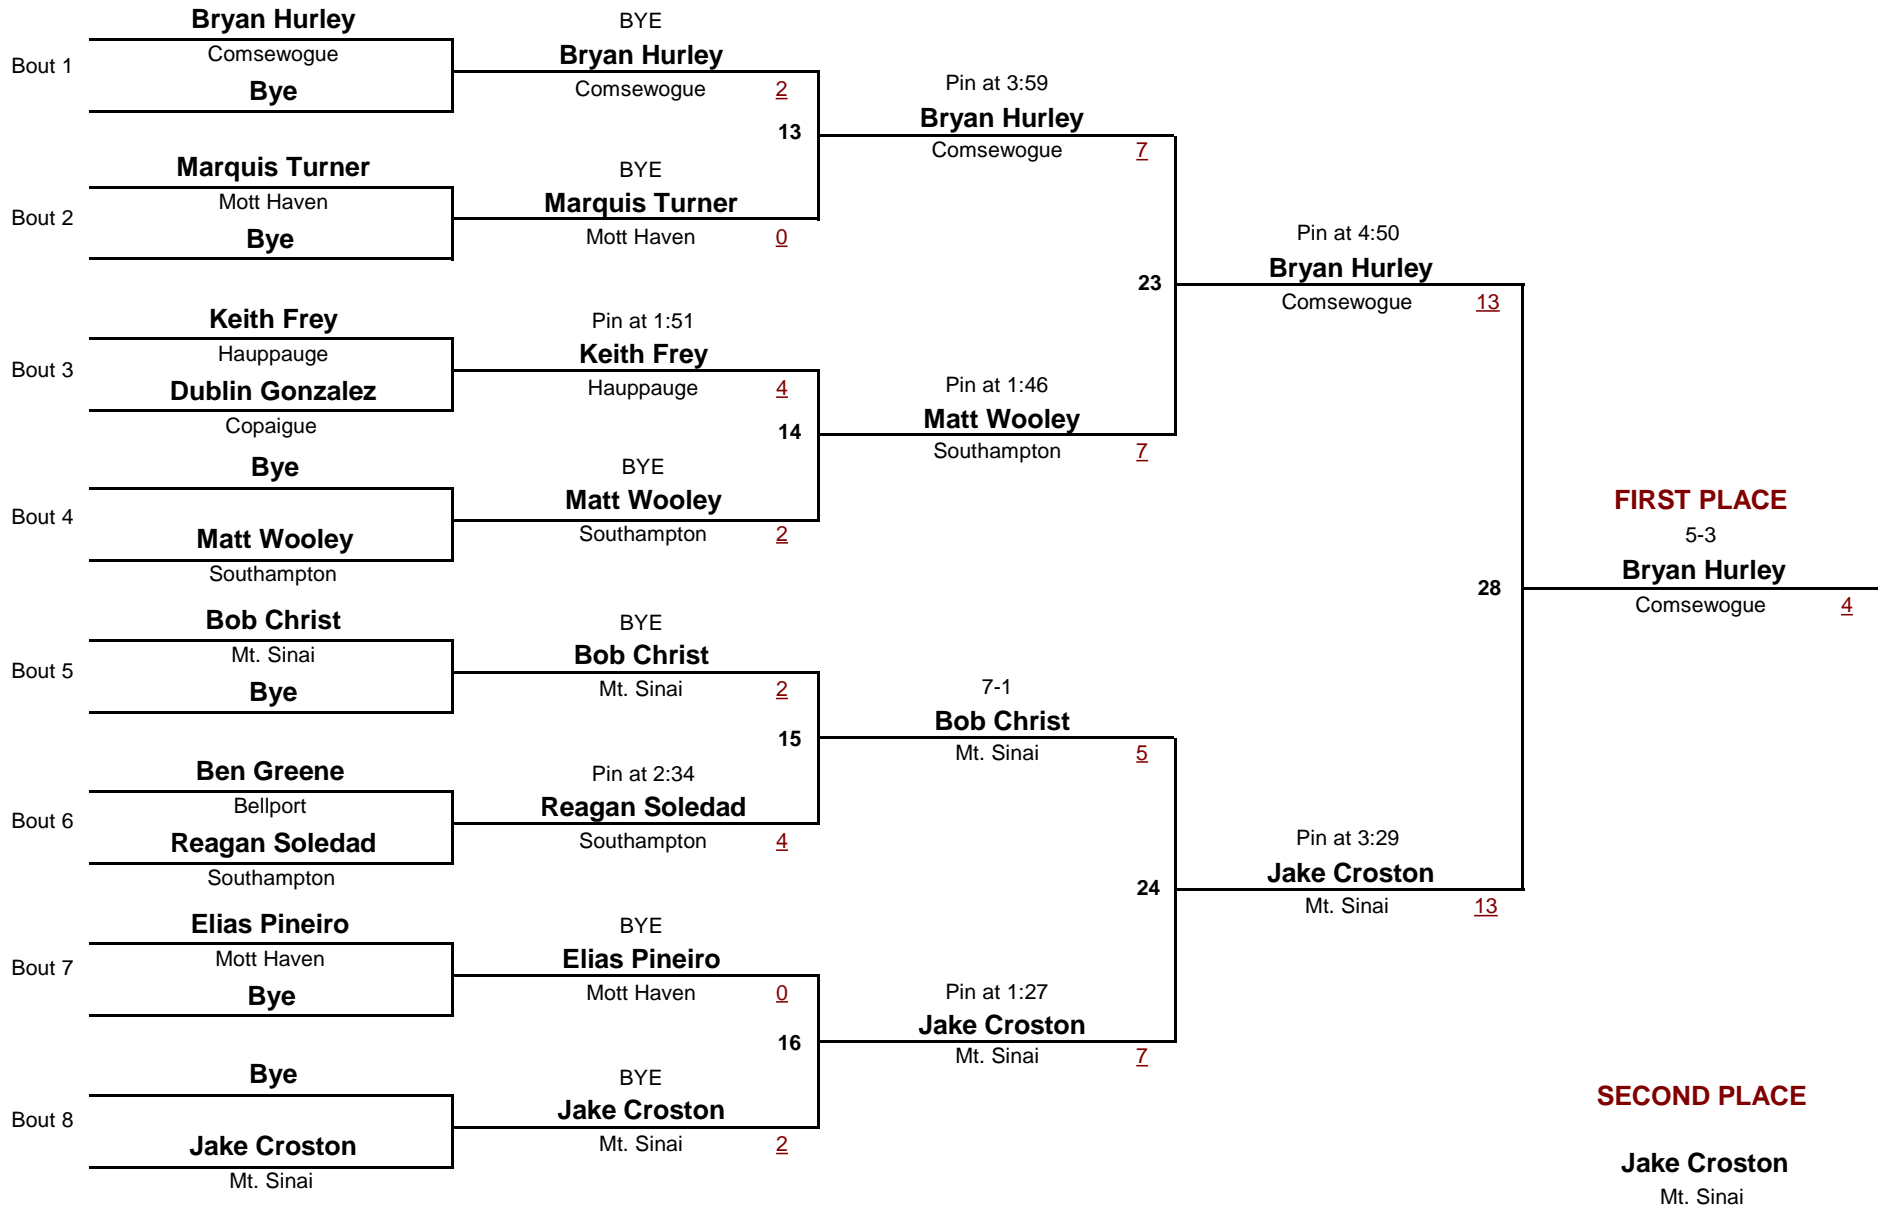 Bout 1
Bryan Hurley
Comsewogue
Bye
Bout 2
Marquis Turner
Mott Haven
Bye
Bout 3
Keith Frey
Hauppauge
Dublin Gonzalez
Copaigue
Bout 4
Bye
Matt Wooley
Southampton
Bout 5
Bob Christ
Mt. Sinai
Bye
Bout 6
Ben Greene
Bellport
Reagan Soledad
Southampton
Bout 7
Elias Pineiro
Mott Haven
Bye
Bout 8
Bye
Jake Croston
Mt. Sinai
BYE
Bryan Hurley
Comsewogue 2
13
BYE
Marquis Turner
Mott Haven 0
Pin at 1:51
Keith Frey
Hauppauge 4
14
BYE
Matt Wooley
Southampton 2
BYE
Bob Christ
Mt. Sinai 2
15
Pin at 2:34
Reagan Soledad
Southampton 4
BYE
Elias Pineiro
Mott Haven 0
16
BYE
Jake Croston
Mt. Sinai 2
Pin at 3:59
Bryan Hurley
Comsewogue 7
23
Pin at 1:46
Matt Wooley
Southampton 7
7-1
Bob Christ
Mt. Sinai 5
24
Pin at 1:27
Jake Croston
Mt. Sinai 7
Pin at 4:50
Bryan Hurley
Comsewogue 13
28
Pin at 3:29
Jake Croston
Mt. Sinai 13
FIRST PLACE
5-3
Bryan Hurley
Comsewogue 4
SECOND PLACE
Jake Croston
Mt. Sinai